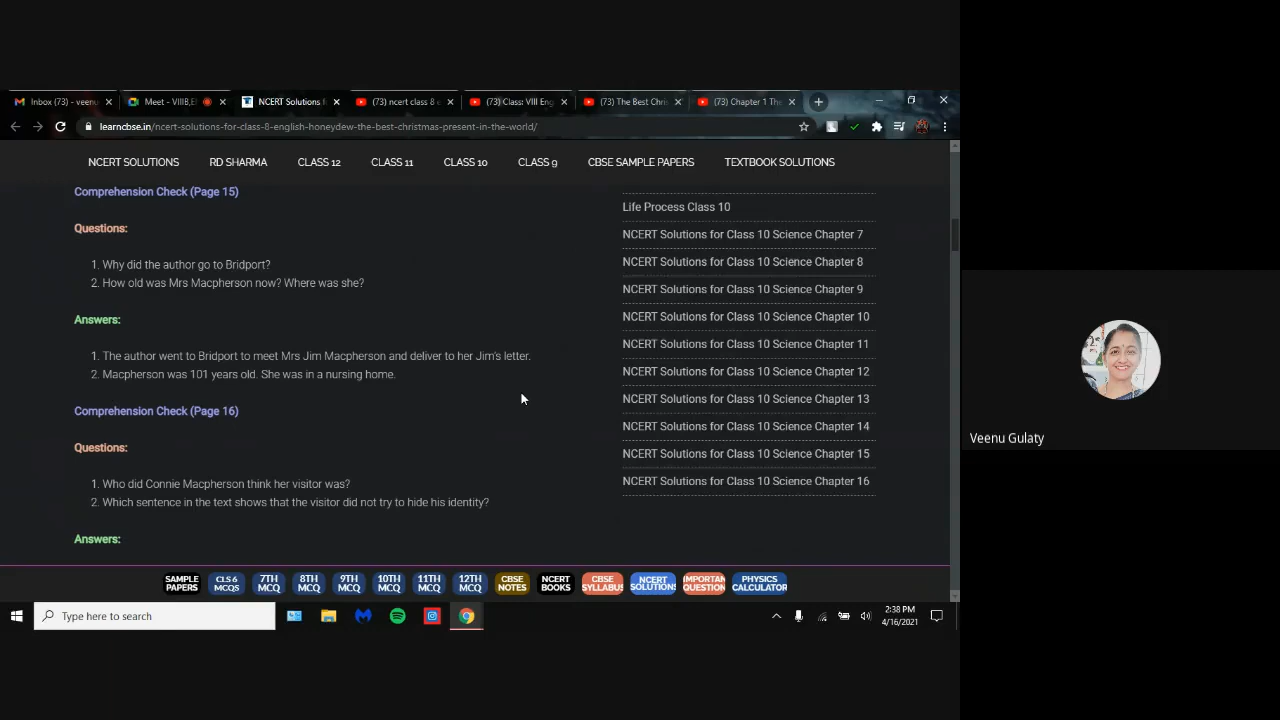 Inbox (73) - veenu
Meet - VIIIB,E
NCERT Solutions f
(73) ncert class 8 e
(73) Class: VIII Eng
(73) The Best Chris
(73) Chapter 1 The
learncbse.in/ncert-solutions-for-class-8-english-honeydew-the-best-christmas-present-in-the-world/
NCERT SOLUTIONS RD SHARMA CLASS 12 CLASS 11 CLASS 10 CLASS 9 CBSE SAMPLE PAPERS TEXTBOOK SOLUTIONS
Comprehension Check (Page 15)
Questions:
1. Why did the author go to Bridport?
2. How old was Mrs Macpherson now? Where was she?
Answers:
1. The author went to Bridport to meet Mrs Jim Macpherson and deliver to her Jim's letter.
2. Macpherson was 101 years old. She was in a nursing home.
Comprehension Check (Page 16)
Questions:
1. Who did Connie Macpherson think her visitor was?
2. Which sentence in the text shows that the visitor did not try to hide his identity?
Answers:
Life Process Class 10
NCERT Solutions for Class 10 Science Chapter 7
NCERT Solutions for Class 10 Science Chapter 8
NCERT Solutions for Class 10 Science Chapter 9
NCERT Solutions for Class 10 Science Chapter 10
NCERT Solutions for Class 10 Science Chapter 11
NCERT Solutions for Class 10 Science Chapter 12
NCERT Solutions for Class 10 Science Chapter 13
NCERT Solutions for Class 10 Science Chapter 14
NCERT Solutions for Class 10 Science Chapter 15
NCERT Solutions for Class 10 Science Chapter 16
SAMPLE PAPERS
CLS 6 MCQS
7TH MCQ
8TH MCQ
9TH MCQ
10TH MCQ
11TH MCQ
12TH MCQ
CBSE NOTES
NCERT BOOKS
CBSE SYLLABUS
NCERT SOLUTIONS
IMPORTAN QUESTION
PHYSICS CALCULATOR
Type here to search
2:38 PM
4/16/2021
Veenu Gulaty